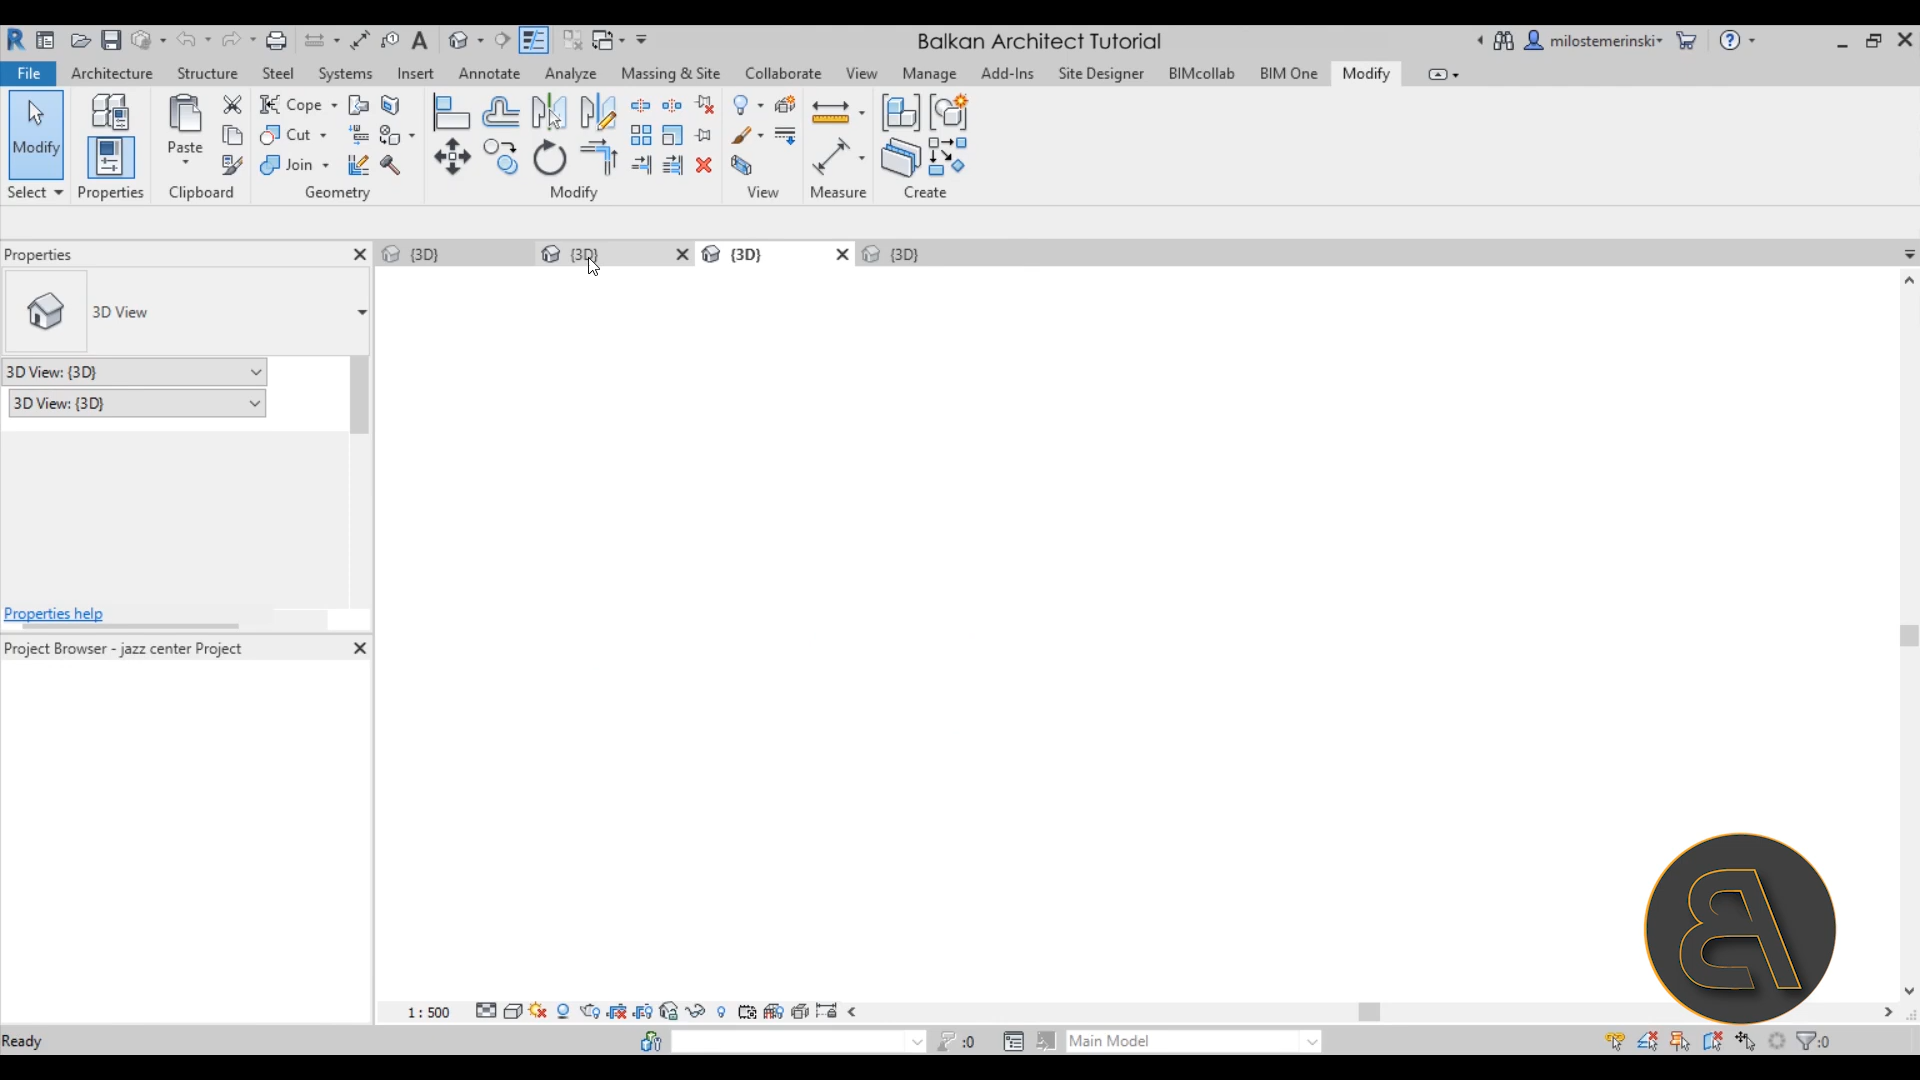 Balkan Architect Tutorial
milostemerinski
File Architecture Structure Steel Systems Insert Annotate Analyze Massing & Site Collaborate View Manage Add-Ins Site Designer BIMcollab BIM One Modify
Modify
Paste
Cope
Cut
Join
Select Properties Clipboard Geometry Modify View Measure Create
Properties
{3D} {3D} {3D} {3D}
3D View
3D View: {3D}
3D View: {3D}
Properties help
Project Browser - jazz center Project
1 : 500
Ready
:0
Main Model
:0